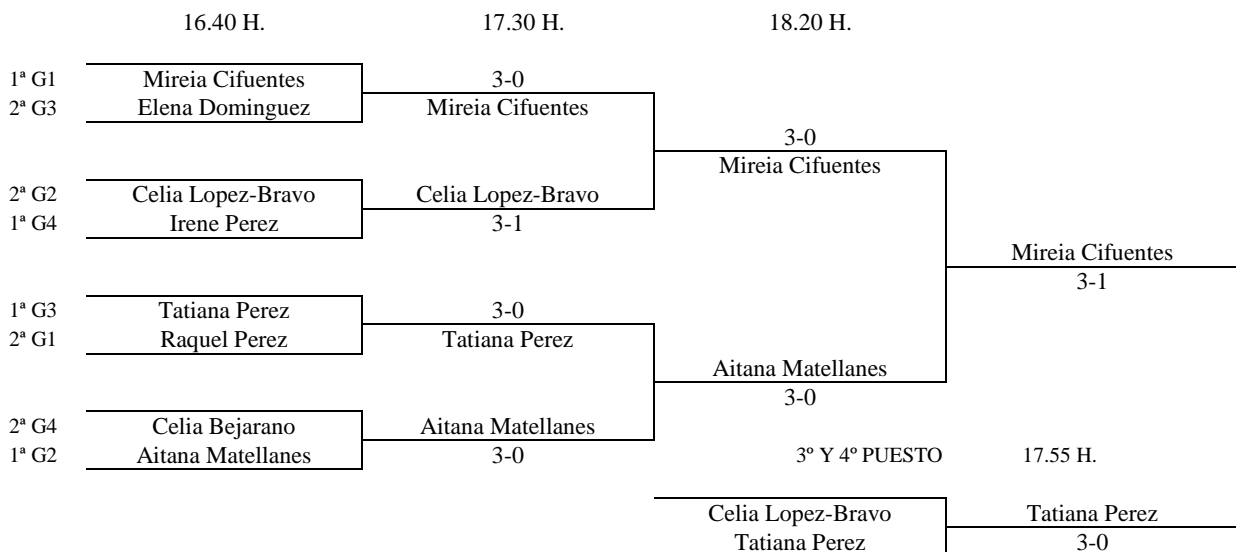 16.40 H. 17.30 H. 18.20 H.
1ª G1 Mireia Cifuentes 3-0
2ª G3 Elena Dominguez Mireia Cifuentes
3-0
Mireia Cifuentes
2ª G2 Celia Lopez-Bravo Celia Lopez-Bravo
1ª G4 Irene Perez 3-1
Mireia Cifuentes
3-1
1ª G3 Tatiana Perez 3-0
2ª G1 Raquel Perez Tatiana Perez
Aitana Matellanes
3-0
2ª G4 Celia Bejarano Aitana Matellanes
1ª G2 Aitana Matellanes 3-0 3º Y 4º PUESTO 17.55 H.
Celia Lopez-Bravo Tatiana Perez
Tatiana Perez 3-0